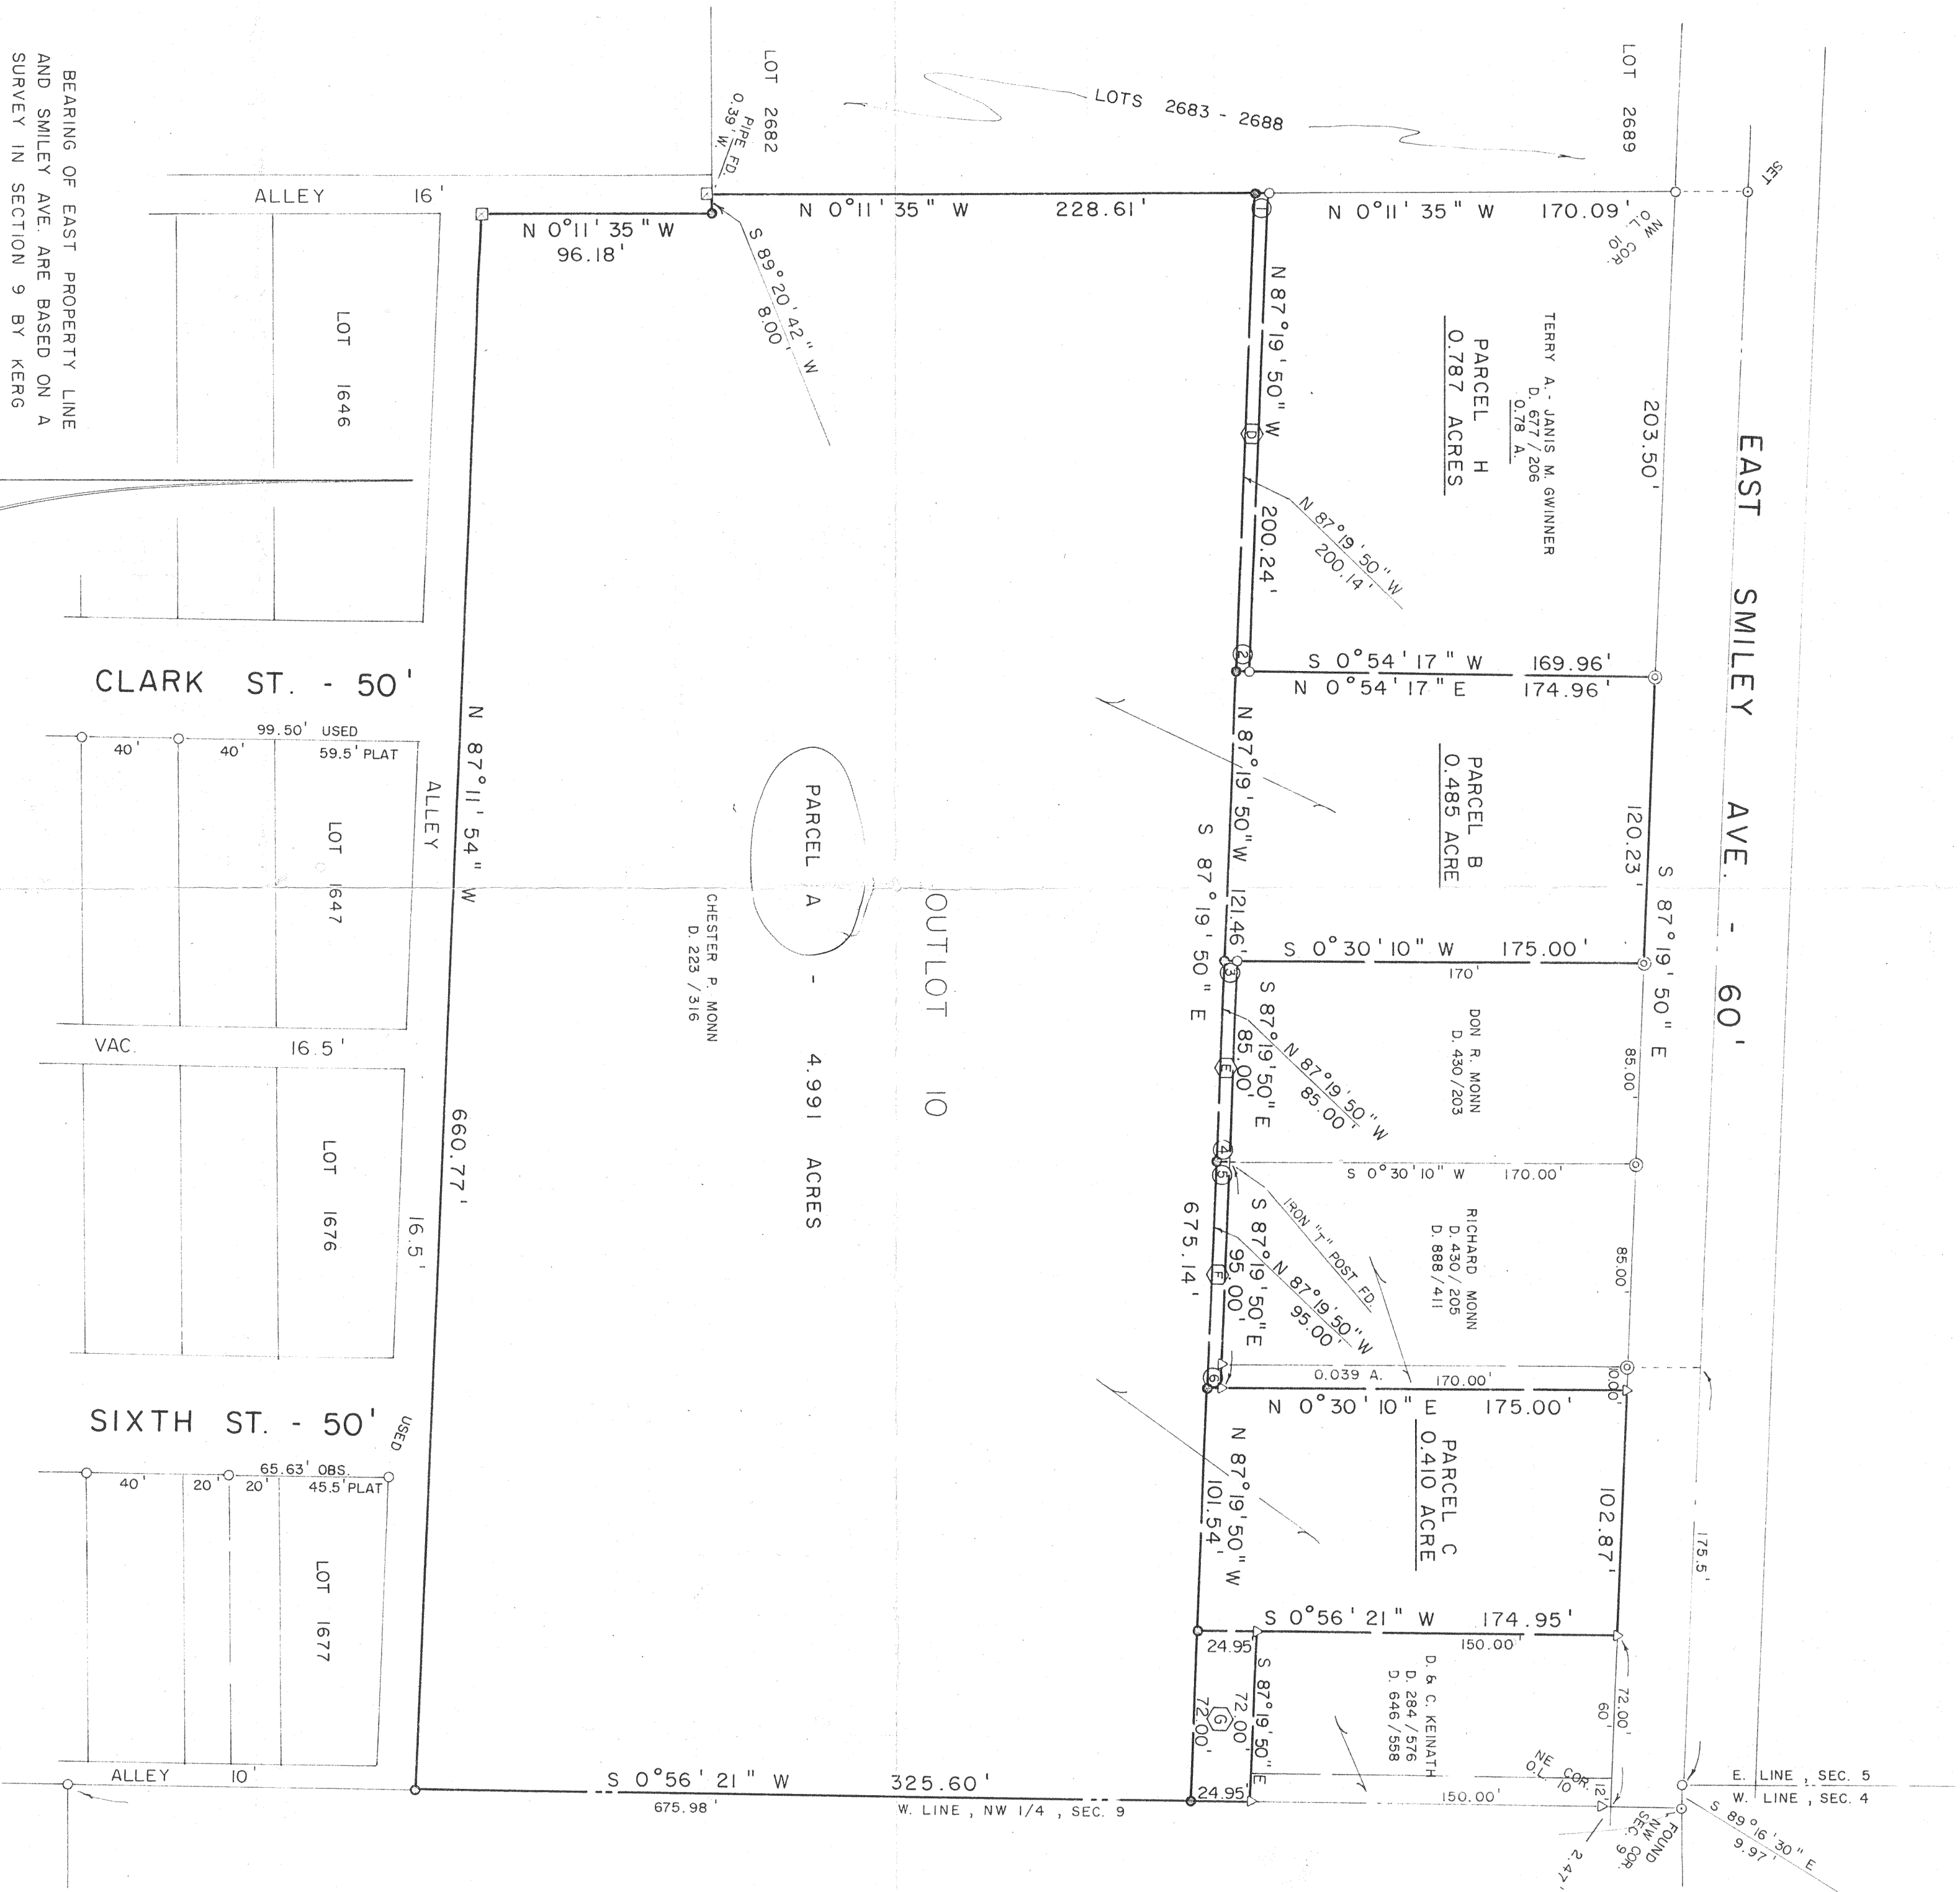 EAST SMILEY AVE. - 60'
SET
LOT 2689
LOTS 2683 - 2688
LOT 2682
PIPE FD.
0.39' W.
N 0°11'35" W 170.09'
NW COR.
O.L. 10
N 0°11'35" W 228.61'
N 0°11'35" W
96.18'
S 89°20'42" W
8.00'
ALLEY 16'
203.50'
TERRY A. - JANIS M. GWINNER
D. 677/206
0.78 A.
PARCEL H
0.787 ACRES
1
N 87°19'50" W
D
200.24'
N 87°19'50" W
200.14'
2
S 0°54'17" W 169.96'
N 0°54'17" E 174.96'
S 87°19'50" E
120.23'
PARCEL B
0.485 ACRE
N 87°19'50" W 121.46'
S 87°19'50" E
675.14'
S 0°30'10" W 175.00'
170'
3
85.00'
DON R. MONN
D. 430/203
S 87°19'50" E
85.00'
E
N 87°19'50" W
85.00'
4
5
S 0°30'10" W 170.00'
85.00'
RICHARD MONN
D. 430/205
D. 888/411
IRON "T" POST FD.
S 87°19'50" E
95.00'
F
N 87°19'50" W
95.00'
6
0.039 A.
170.00'
10.00'
N 0°30'10" E 175.00'
102.87'
175.5'
PARCEL C
0.410 ACRE
N 87°19'50" W
101.54'
S 0°56'21" W 174.95'
24.95'
150.00'
72.00'
60'
D. & C. KEINATH
D. 284/576
D. 646/558
S 87°19'50" E
72.00'
G
72.00'
24.95'
150.00'
NE COR.
O.L. 10
12'
2.47'
FOUND
NW COR.
SEC. 9
E. LINE, SEC. 5
W. LINE, SEC. 4
S 89°16'30" E
9.97'
OUTLOT 10
PARCEL A - 4.991 ACRES
CHESTER P. MONN
D. 223/316
S 0°56'21" W 325.60'
675.98'
W. LINE, NW 1/4, SEC. 9
N 87°11'54" W
660.77'
ALLEY
16.5'
LOT 1646
CLARK ST. - 50'
99.50' USED
40' 40' 59.5' PLAT
LOT 1647
VAC. 16.5'
LOT 1676
SIXTH ST. - 50'
USED
65.63' OBS.
40' 20' 20' 45.5' PLAT
LOT 1677
ALLEY 10'
BEARING OF EAST PROPERTY LINE
AND SMILEY AVE. ARE BASED ON A
SURVEY IN SECTION 9 BY KERG